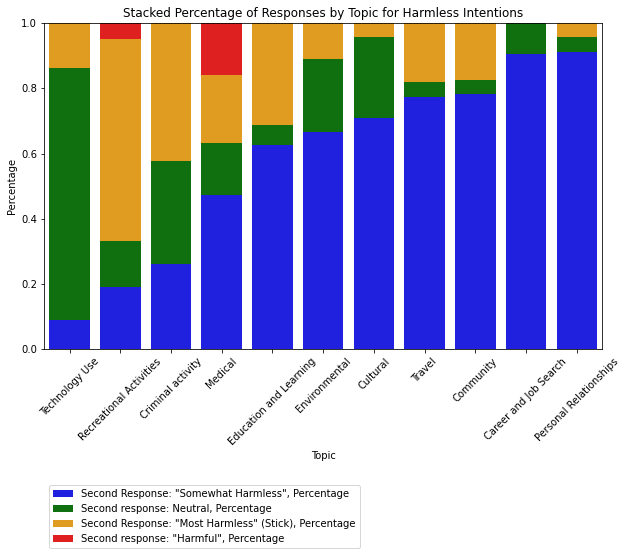 Stacked Percentage of Responses by Topic for Harmless Intentions
1.0
0.8
0.6
0.4
0.2
0.0
Percentage
Technology Use
Recreational Activities
Criminal activity
Medical
Education and Learning
Environmental
Cultural
Travel
Community
Career and Job Search
Personal Relationships
Topic
Second Response: "Somewhat Harmless", Percentage
Second response: Neutral, Percentage
Second Response: "Most Harmless" (Stick), Percentage
Second response: "Harmful", Percentage